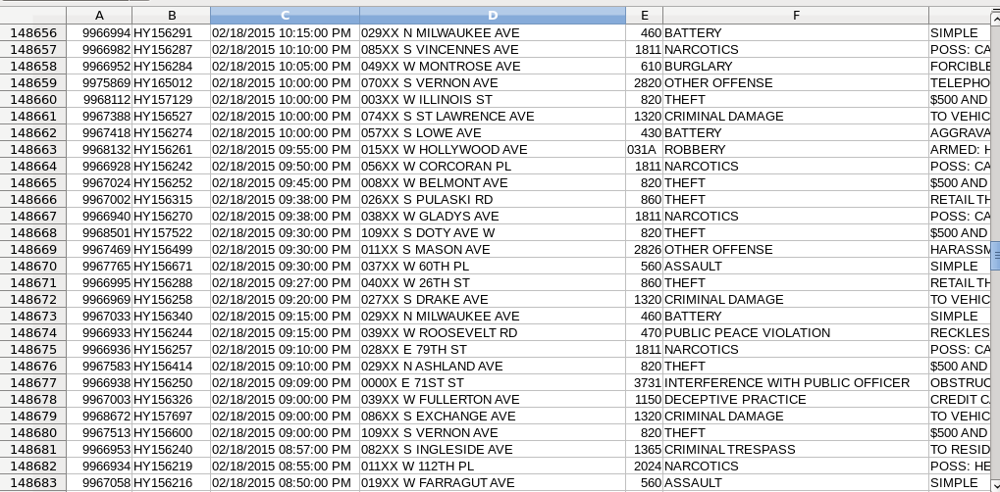 A B C D E F
148656 9966994 HY156291 02/18/2015 10:15:00 PM 029XX N MILWAUKEE AVE 460 BATTERY SIMPLE
148657 9966982 HY156287 02/18/2015 10:10:00 PM 085XX S VINCENNES AVE 1811 NARCOTICS POSS: CA
148658 9966952 HY156284 02/18/2015 10:05:00 PM 049XX W MONTROSE AVE 610 BURGLARY FORCIBLE
148659 9975869 HY165012 02/18/2015 10:00:00 PM 070XX S VERNON AVE 2820 OTHER OFFENSE TELEPHO
148660 9968112 HY157129 02/18/2015 10:00:00 PM 003XX W ILLINOIS ST 820 THEFT $500 AND
148661 9967388 HY156527 02/18/2015 10:00:00 PM 074XX S ST LAWRENCE AVE 1320 CRIMINAL DAMAGE TO VEHIC
148662 9967418 HY156274 02/18/2015 10:00:00 PM 057XX S LOWE AVE 430 BATTERY AGGRAVA
148663 9968132 HY156261 02/18/2015 09:55:00 PM 015XX W HOLLYWOOD AVE 031A ROBBERY ARMED: H
148664 9966928 HY156242 02/18/2015 09:50:00 PM 056XX W CORCORAN PL 1811 NARCOTICS POSS: CA
148665 9967024 HY156252 02/18/2015 09:45:00 PM 008XX W BELMONT AVE 820 THEFT $500 AND
148666 9967002 HY156315 02/18/2015 09:38:00 PM 026XX S PULASKI RD 860 THEFT RETAIL TH
148667 9966940 HY156270 02/18/2015 09:38:00 PM 038XX W GLADYS AVE 1811 NARCOTICS POSS: CA
148668 9968501 HY157522 02/18/2015 09:30:00 PM 109XX S DOTY AVE W 820 THEFT $500 AND
148669 9967469 HY156499 02/18/2015 09:30:00 PM 011XX S MASON AVE 2826 OTHER OFFENSE HARASSM
148670 9967765 HY156671 02/18/2015 09:30:00 PM 037XX W 60TH PL 560 ASSAULT SIMPLE
148671 9966995 HY156288 02/18/2015 09:27:00 PM 040XX W 26TH ST 860 THEFT RETAIL TH
148672 9966969 HY156258 02/18/2015 09:20:00 PM 027XX S DRAKE AVE 1320 CRIMINAL DAMAGE TO VEHIC
148673 9967033 HY156340 02/18/2015 09:15:00 PM 029XX N MILWAUKEE AVE 460 BATTERY SIMPLE
148674 9966933 HY156244 02/18/2015 09:15:00 PM 039XX W ROOSEVELT RD 470 PUBLIC PEACE VIOLATION RECKLES
148675 9966936 HY156257 02/18/2015 09:10:00 PM 028XX E 79TH ST 1811 NARCOTICS POSS: CA
148676 9967583 HY156414 02/18/2015 09:10:00 PM 029XX N ASHLAND AVE 820 THEFT $500 AND
148677 9966938 HY156250 02/18/2015 09:09:00 PM 0000X E 71ST ST 3731 INTERFERENCE WITH PUBLIC OFFICER OBSTRUC
148678 9967003 HY156326 02/18/2015 09:00:00 PM 039XX W FULLERTON AVE 1150 DECEPTIVE PRACTICE CREDIT C
148679 9968672 HY157697 02/18/2015 09:00:00 PM 086XX S EXCHANGE AVE 1320 CRIMINAL DAMAGE TO VEHIC
148680 9967513 HY156600 02/18/2015 09:00:00 PM 109XX S VERNON AVE 820 THEFT $500 AND
148681 9966953 HY156240 02/18/2015 08:57:00 PM 082XX S INGLESIDE AVE 1365 CRIMINAL TRESPASS TO RESID
148682 9966934 HY156219 02/18/2015 08:55:00 PM 011XX W 112TH PL 2024 NARCOTICS POSS: HE
148683 9967058 HY156216 02/18/2015 08:50:00 PM 019XX W FARRAGUT AVE 560 ASSAULT SIMPLE